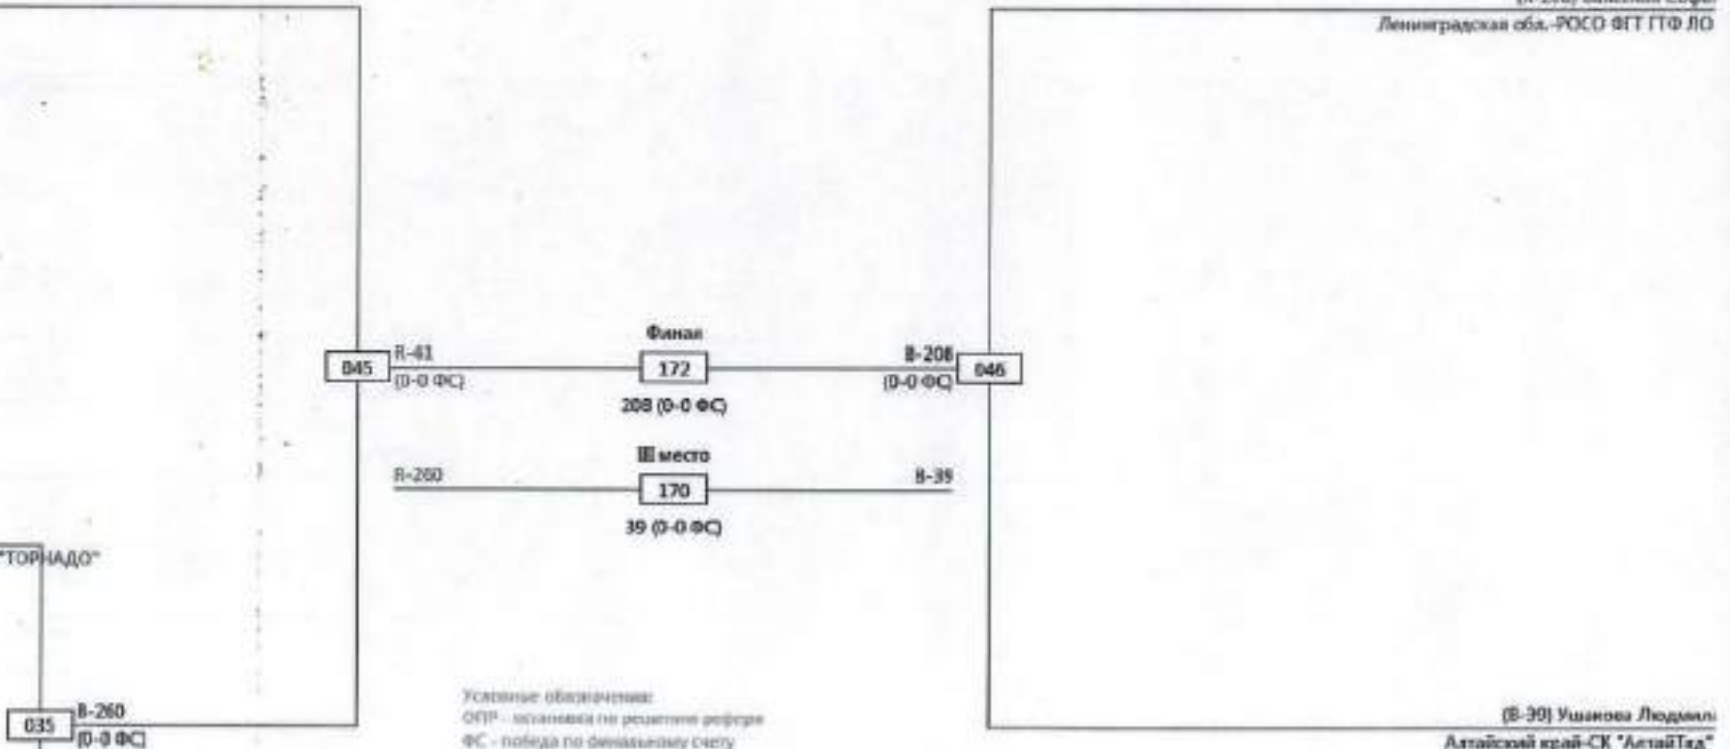 Ленинградская обл.-РОСО ФГТ ГТФ ЛО
Финал
R-41
172
B-208
045
046
(0-0 ФС)
(0-0 ФС)
208 (0-0 ФС)
III место
R-260
170
B-39
39 (0-0 ФС)
"ТОРНАДО"
Условные обозначения:
ОПР - остановка по решению рефери
ФС - победа по финальному счету
B-260
035
(0-0 ФС)
(B-39) Ушакова Людмил
Алтайский край-СК "АлтайТкд"